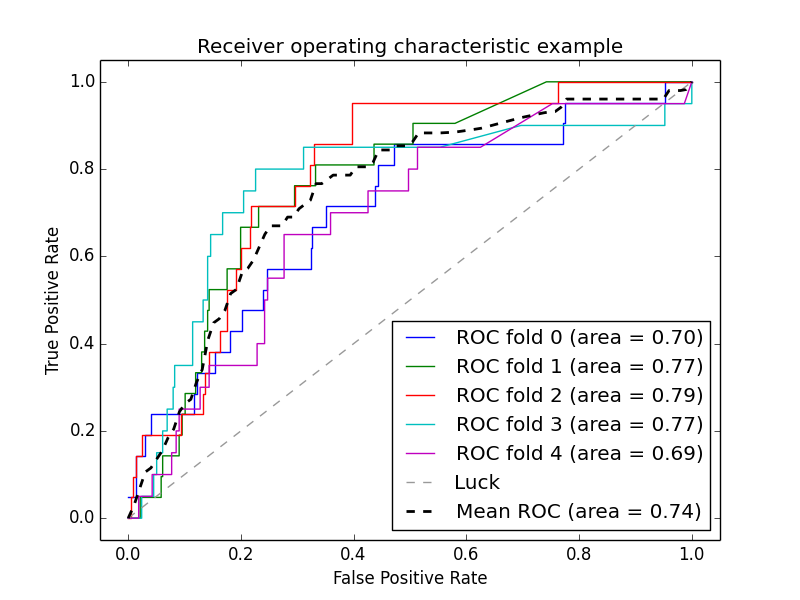 Receiver operating characteristic example
True Positive Rate
1.0
0.8
0.6
0.4
0.2
0.0
ROC fold 0 (area = 0.70)
ROC fold 1 (area = 0.77)
ROC fold 2 (area = 0.79)
ROC fold 3 (area = 0.77)
ROC fold 4 (area = 0.69)
Luck
Mean ROC (area = 0.74)
0.0 0.2 0.4 0.6 0.8 1.0
False Positive Rate